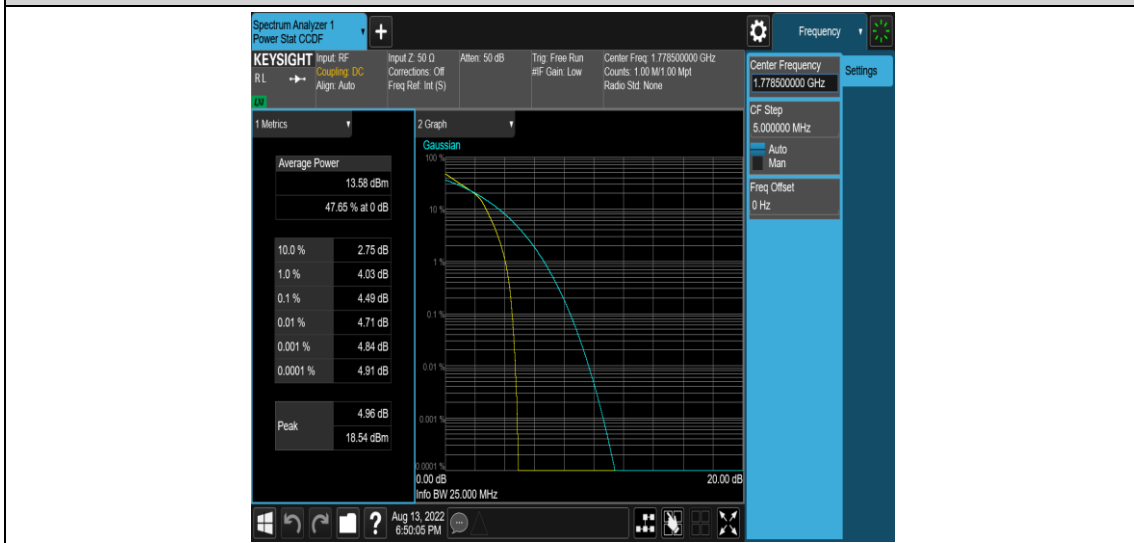 Spectrum Analyzer 1
Power Stat CCDF
+
Frequency
KEYSIGHT
RL
Input: RF
Coupling: DC
Align: Auto
Input Z: 50 Ω
Corrections: Off
Freq Ref: Int (S)
Atten: 50 dB
Trig: Free Run
#IF Gain: Low
Center Freq: 1.778500000 GHz
Counts: 1.00 M/1.00 Mpt
Radio Std: None
Center Frequency
1.778500000 GHz
Settings
CF Step
5.000000 MHz
Auto
Man
Freq Offset
0 Hz
1 Metrics
Average Power
13.58 dBm
47.65 % at 0 dB
10.0 % 2.75 dB
1.0 % 4.03 dB
0.1 % 4.49 dB
0.01 % 4.71 dB
0.001 % 4.84 dB
0.0001 % 4.91 dB
Peak
4.96 dB
18.54 dBm
2 Graph
Gaussian
100 %
10 %
1 %
0.1 %
0.01 %
0.001 %
0.0001 %
0.00 dB
20.00 dB
Info BW 25.000 MHz
?
Aug 13, 2022
6:50:05 PM